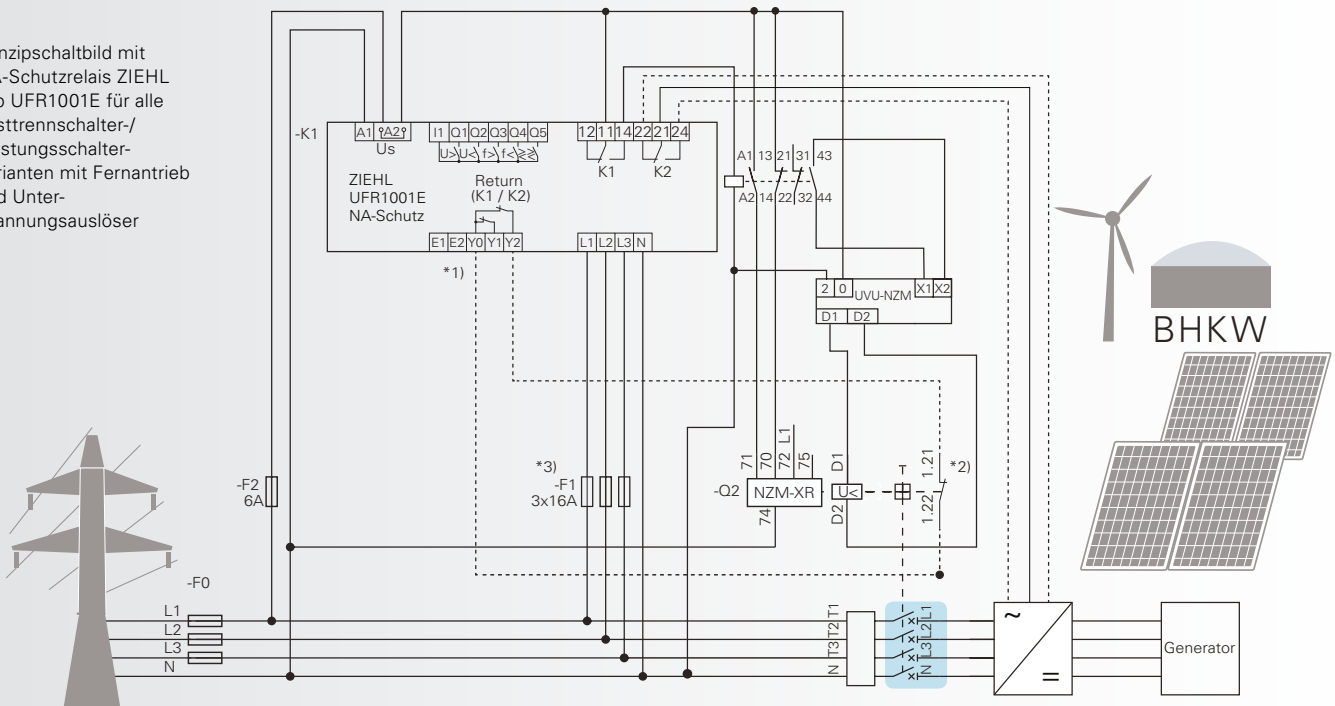 nzipschaltbild mit
-Schutzrelais ZIEHL
UFR1001E für alle
sttrennschalter-/
stungsschalter-
rianten mit Fernantrieb
d Unter-
annungsauslöser
-K1
A1 A2
Us
I1 Q1 Q2 Q3 Q4 Q5
U> U< f> f<
12 11 14 22 21 24
K1 K2
ZIEHL
UFR1001E
NA-Schutz
Return
(K1 / K2)
E1 E2 Y0 Y1 Y2
L1 L2 L3 N
*1)
A1 13 21 31 43
A2 14 22 32 44
2 0 UVU-NZM X1 X2
D1 D2
BHKW
-F2
6A
*3)
-F1
3x16A
71 70 72 L1 75
-Q2 NZM-XR
74
D1
U<
D2
1.21
1.22
*2)
-F0
L1
L2
L3
N
T1
T2
T3
N
L1
L2
L3
N
~
=
Generator